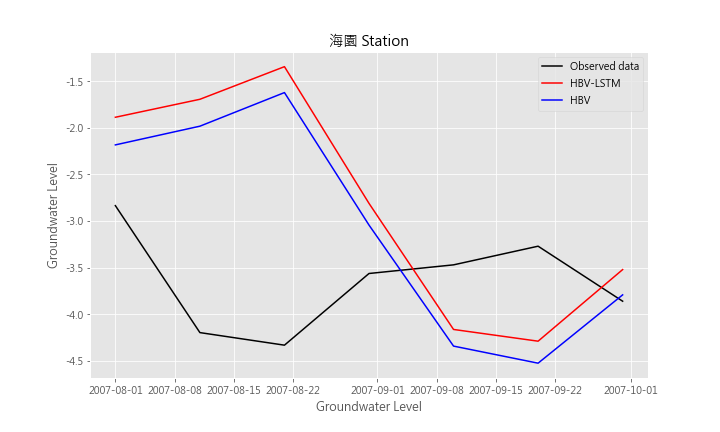 海園 Station
Observed data
HBV-LSTM
HBV
Groundwater Level
-1.5
-2.0
-2.5
-3.0
-3.5
-4.0
-4.5
2007-08-01 2007-08-08 2007-08-15 2007-08-22 2007-09-01 2007-09-08 2007-09-15 2007-09-22 2007-10-01
Groundwater Level